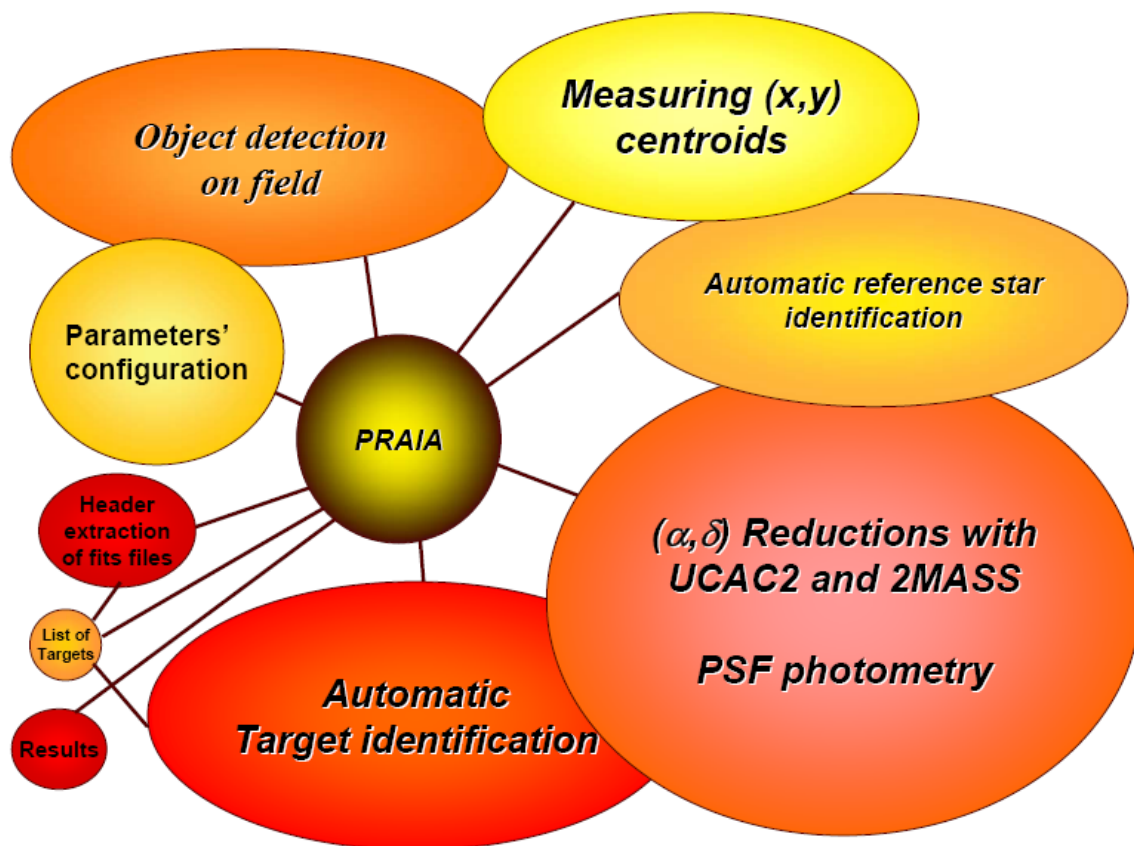 Object detection
on field
Measuring (x,y)
centroids
Automatic reference star
identification
Parameters’
configuration
PRAIA
Header
extraction
of fits files
(α,δ) Reductions with
UCAC2 and 2MASS
PSF photometry
List of
Targets
Automatic
Target identification
Results